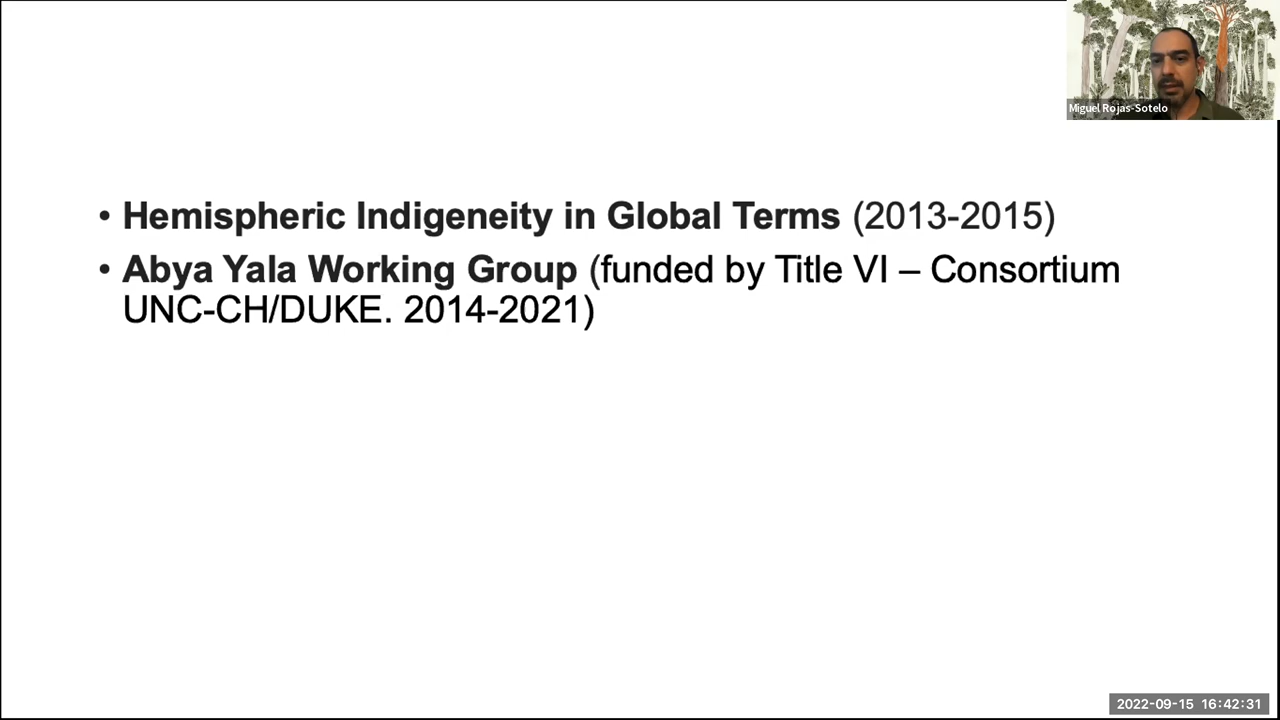 Miguel Rojas-Sotelo
• Hemispheric Indigeneity in Global Terms (2013-2015)
• Abya Yala Working Group (funded by Title VI – Consortium
UNC-CH/DUKE. 2014-2021)
2022-09-15 16:42:31